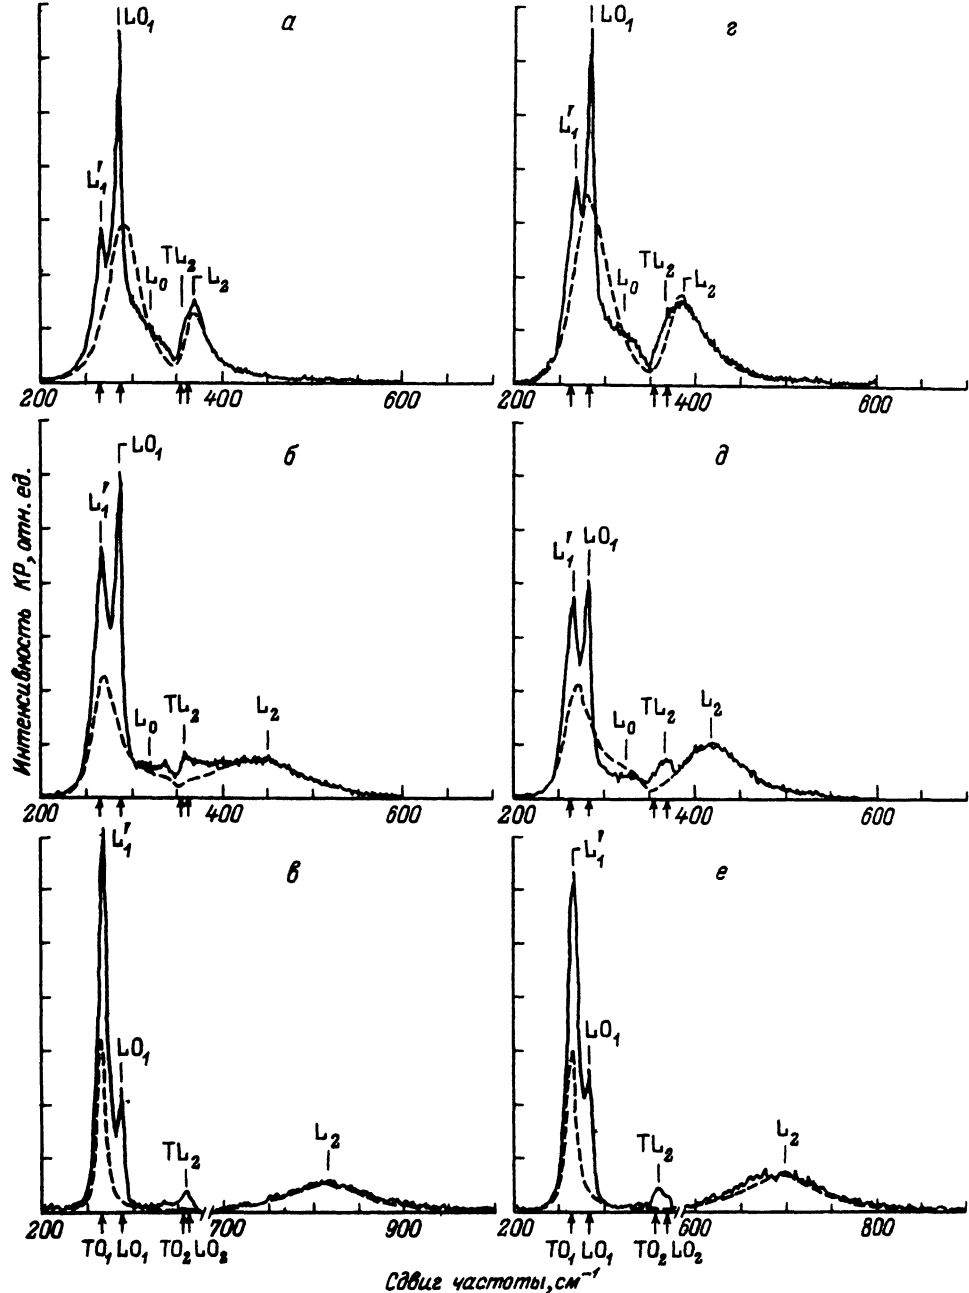 LO₁ а
L₁′
TL₂
L₀ L₂
200 400 600
LO₁ г
L₁′
TL₂
L₀ L₂
200 400 600
LO₁ б
L₁′
L₀ TL₂ L₂
200 400 600
д
L₁′ LO₁
L₀ TL₂ L₂
200 400 600
L₁′ в
LO₁
TL₂ L₂
200 700 900
TO₁ LO₁ TO₂ LO₂
L₁′ е
LO₁
TL₂ L₂
200 600 800
TO₁ LO₁ TO₂ LO₂
Интенсивность КР, отн. ед.
Сдвиг частоты, см⁻¹